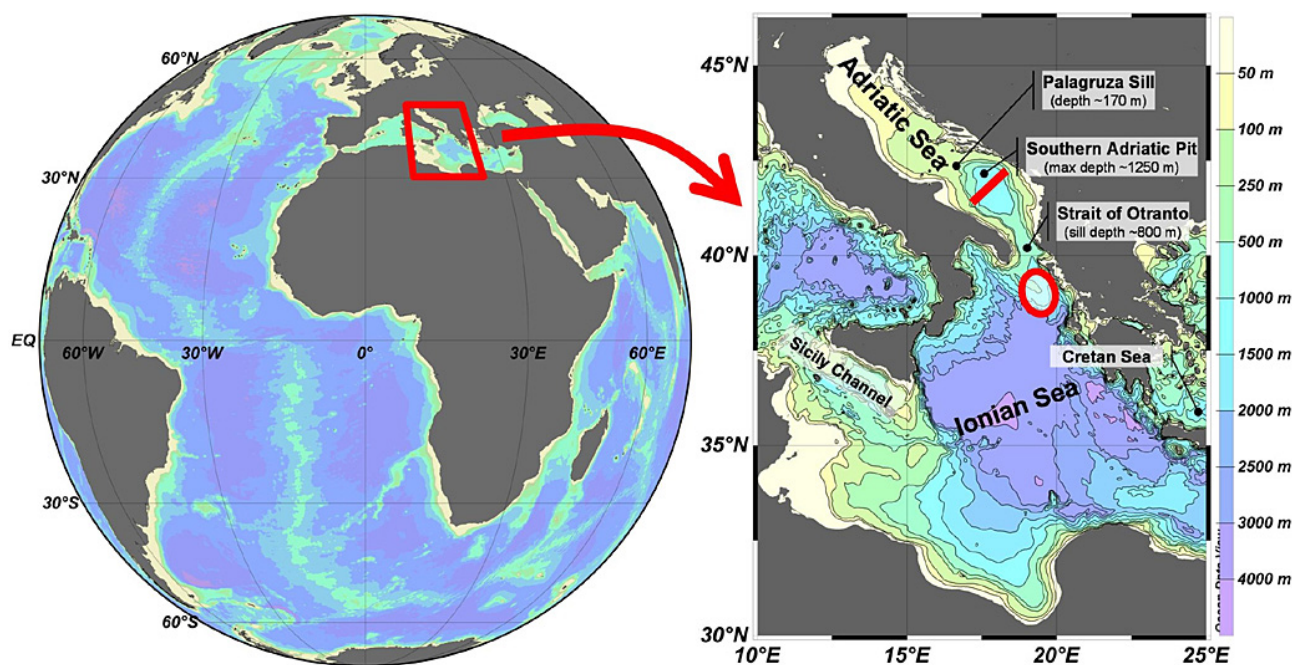 60°N
30°N
EQ
60°W
30°W
0°
30°E
60°E
30°S
60°S
45°N
40°N
35°N
30°N
10°E
15°E
20°E
25°E
Adriatic Sea
Palagruza Sill
(depth ~170 m)
Southern Adriatic Pit
(max depth ~1250 m)
Strait of Otranto
(sill depth ~800 m)
Cretan Sea
Sicily Channel
Ionian Sea
50 m
100 m
250 m
500 m
1000 m
1500 m
2000 m
2500 m
3000 m
4000 m